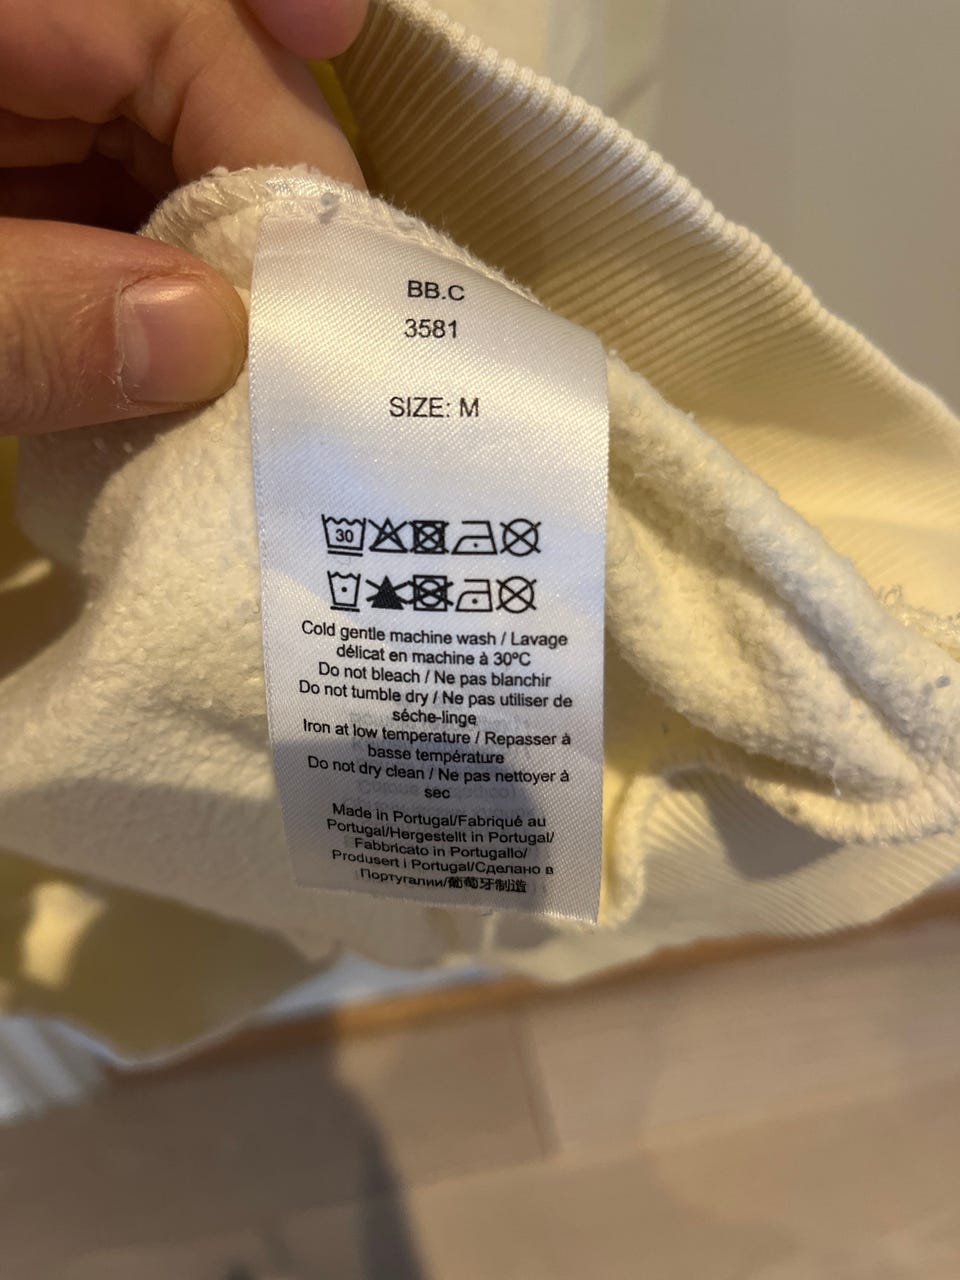 BB.C
3581
SIZE: M
30
Cold gentle machine wash / Lavage
délicat en machine à 30ºC
Do not bleach / Ne pas blanchir
Do not tumble dry / Ne pas utiliser de
séche-linge
Iron at low temperature / Repasser à
basse température
Do not dry clean / Ne pas nettoyer à
sec
Made in Portugal/Fabriqué au
Portugal/Hergestellt in Portugal/
Fabbricato in Portugallo/
Produsert i Portugal/Сделано в
Португалии/葡萄牙制造